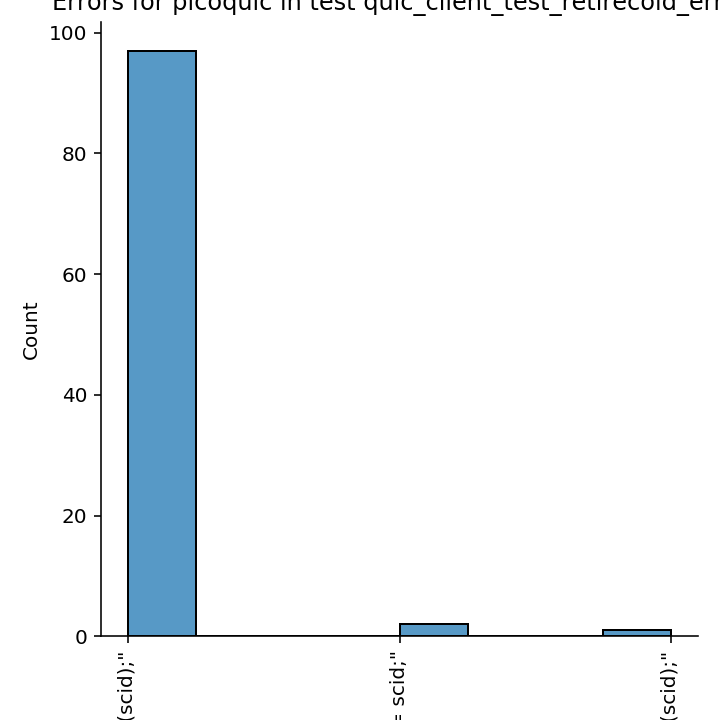 Errors for picoquic in test quic_client_test_retirecoid_err
100
80
60
40
20
0
Count
(scid);"
= scid;"
(scid);"